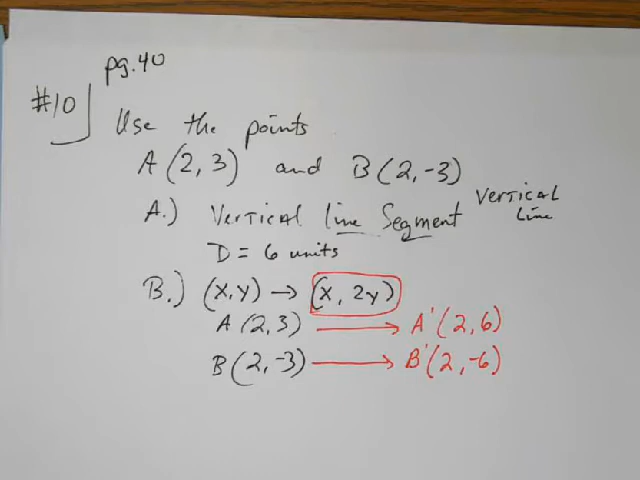 pg.40
#10
Use the points
A(2,3) and B(2,-3)
A.) Vertical line Segment Vertical line
D = 6 units
B.) (x,y) → (x, 2y)
A(2,3) → A'(2,6)
B(2,-3) → B'(2,-6)